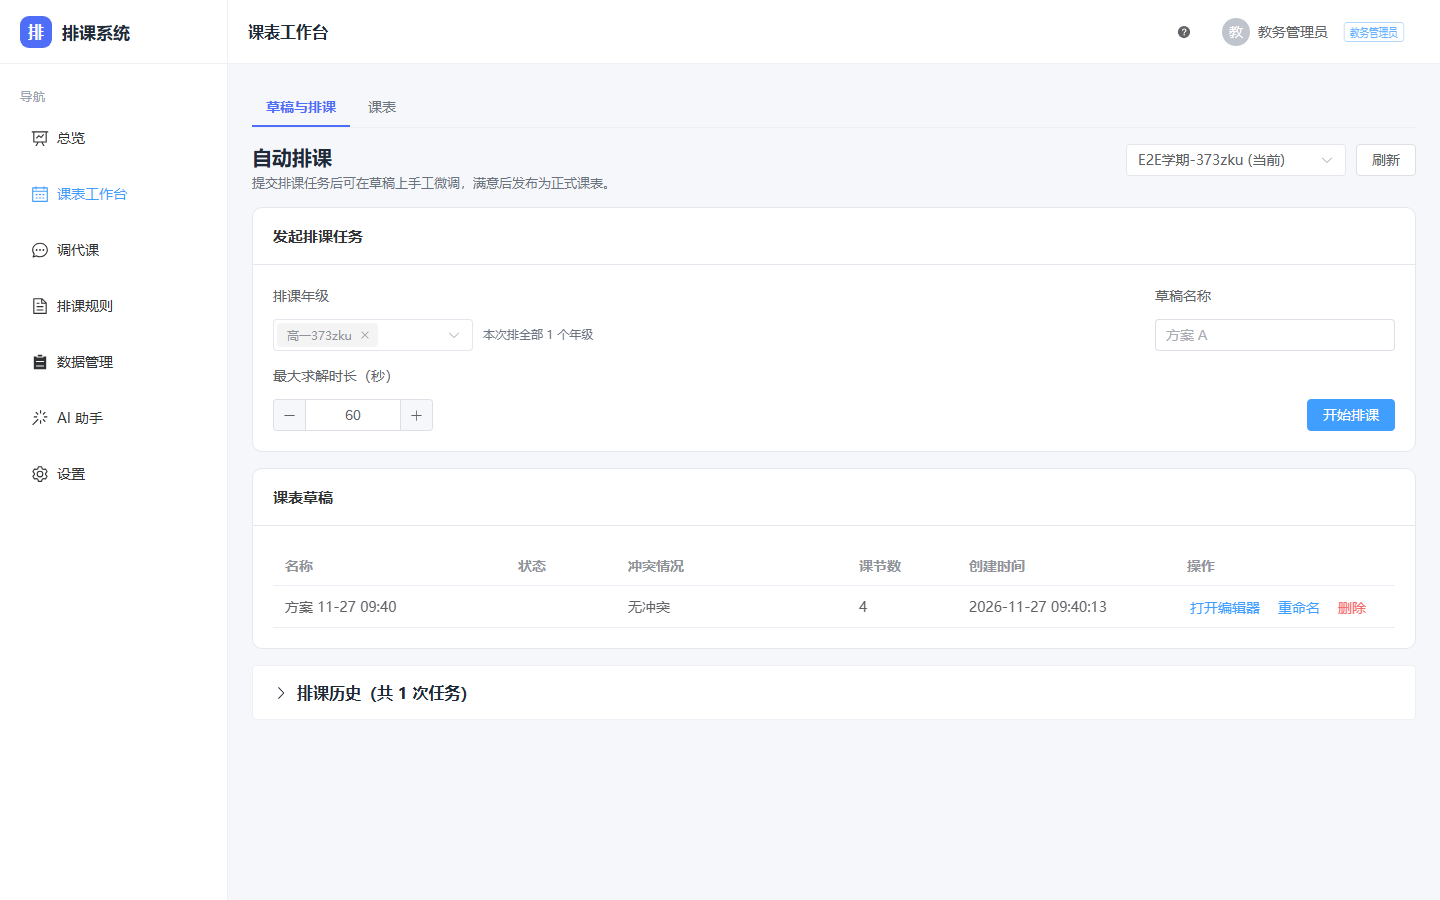 排 排课系统
课表工作台
教 教务管理员 教务管理员
导航
总览
课表工作台
调代课
排课规则
数据管理
AI 助手
设置
草稿与排课 课表
自动排课
提交排课任务后可在草稿上手工微调，满意后发布为正式课表。
E2E学期-373zku (当前) 刷新
发起排课任务
排课年级 草稿名称
高一373zku 本次排全部 1 个年级 方案 A
最大求解时长（秒）
60 开始排课
课表草稿
名称 状态 冲突情况 课节数 创建时间 操作
方案 11-27 09:40 无冲突 4 2026-11-27 09:40:13 打开编辑器 重命名 删除
排课历史（共 1 次任务）